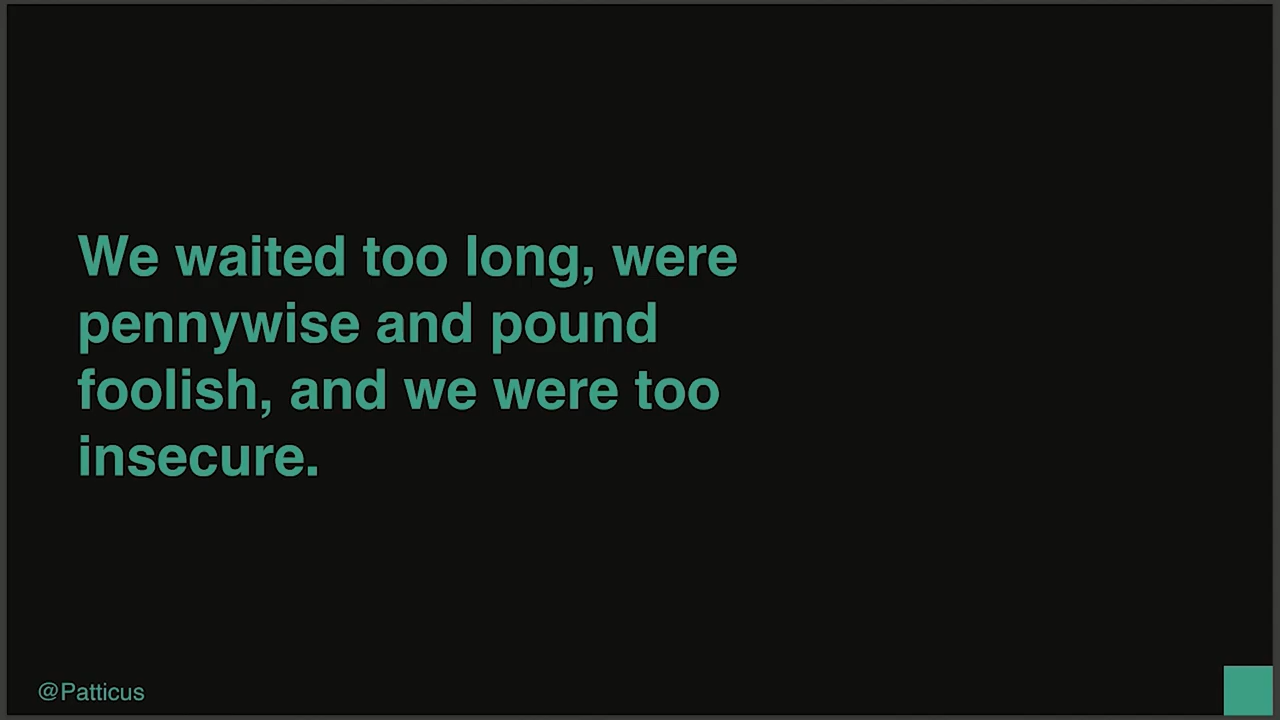 We waited too long, were
pennywise and pound
foolish, and we were too
insecure.
@Patticus